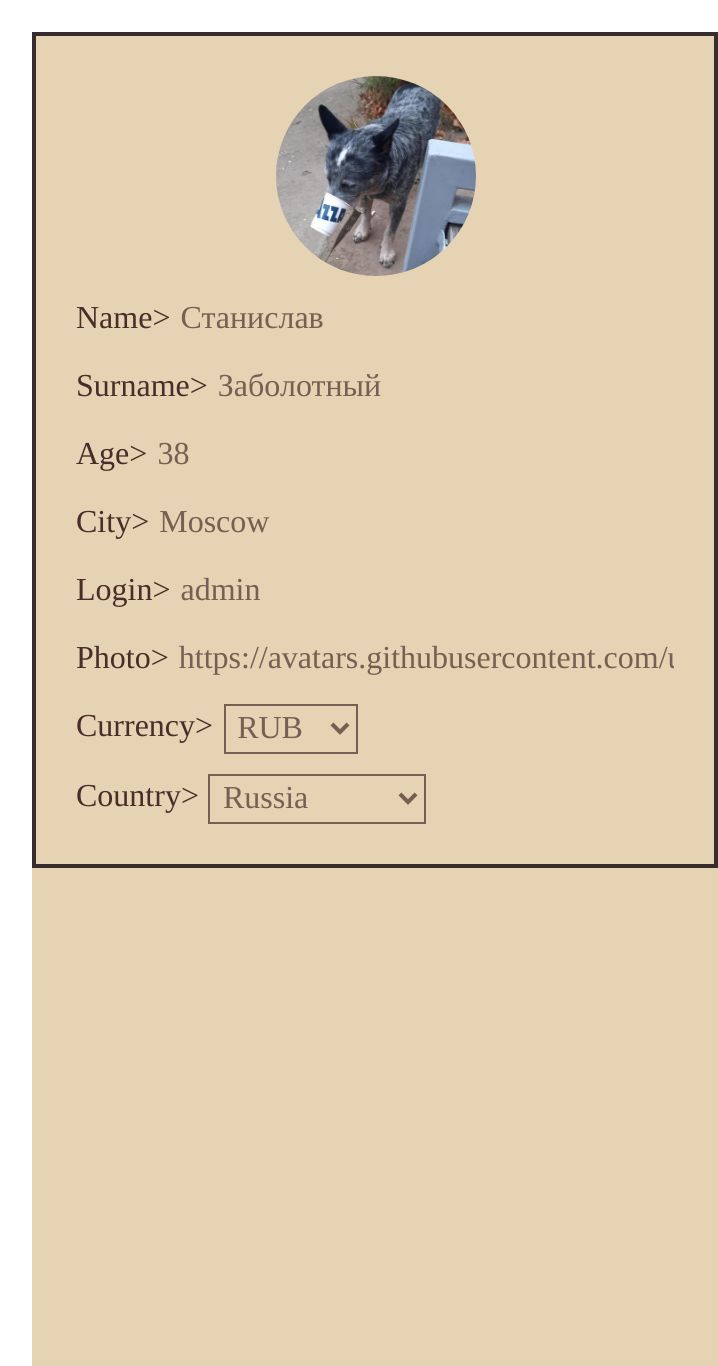 Name> Станислав
Surname> Заболотный
Age> 38
City> Moscow
Login> admin
Photo> https://avatars.githubusercontent.com/
Currency> RUB
Country> Russia